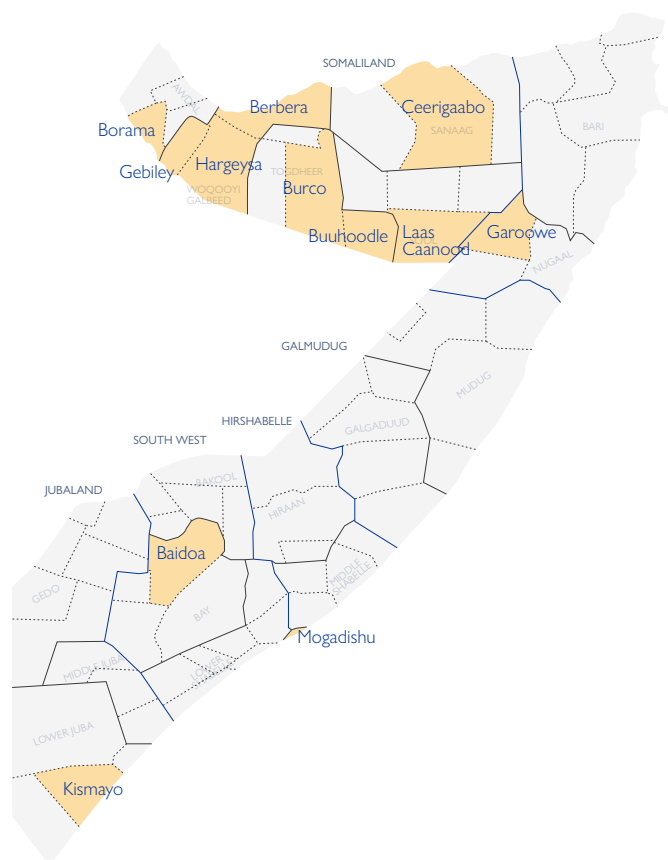 SOMALILAND
AWDAL
Berbera
Ceerigaabo
Borama
SANAAG
BARI
Hargeysa
Gebiley
TOGDHEER
Burco
WOQOOYI
GALBEED
Buuhoodle
Laas
Caanood
SOOL
Garoowe
NUGAAL
GALMUDUG
MUDUG
HIRSHABELLE
GALGADUUD
SOUTH WEST
BAKOOL
JUBALAND
HIRAAN
Baidoa
GEDO
MIDDLE
SHABELLE
BAY
Mogadishu
MIDDLE JUBA
LOWER
LOWER JUBA
Kismayo